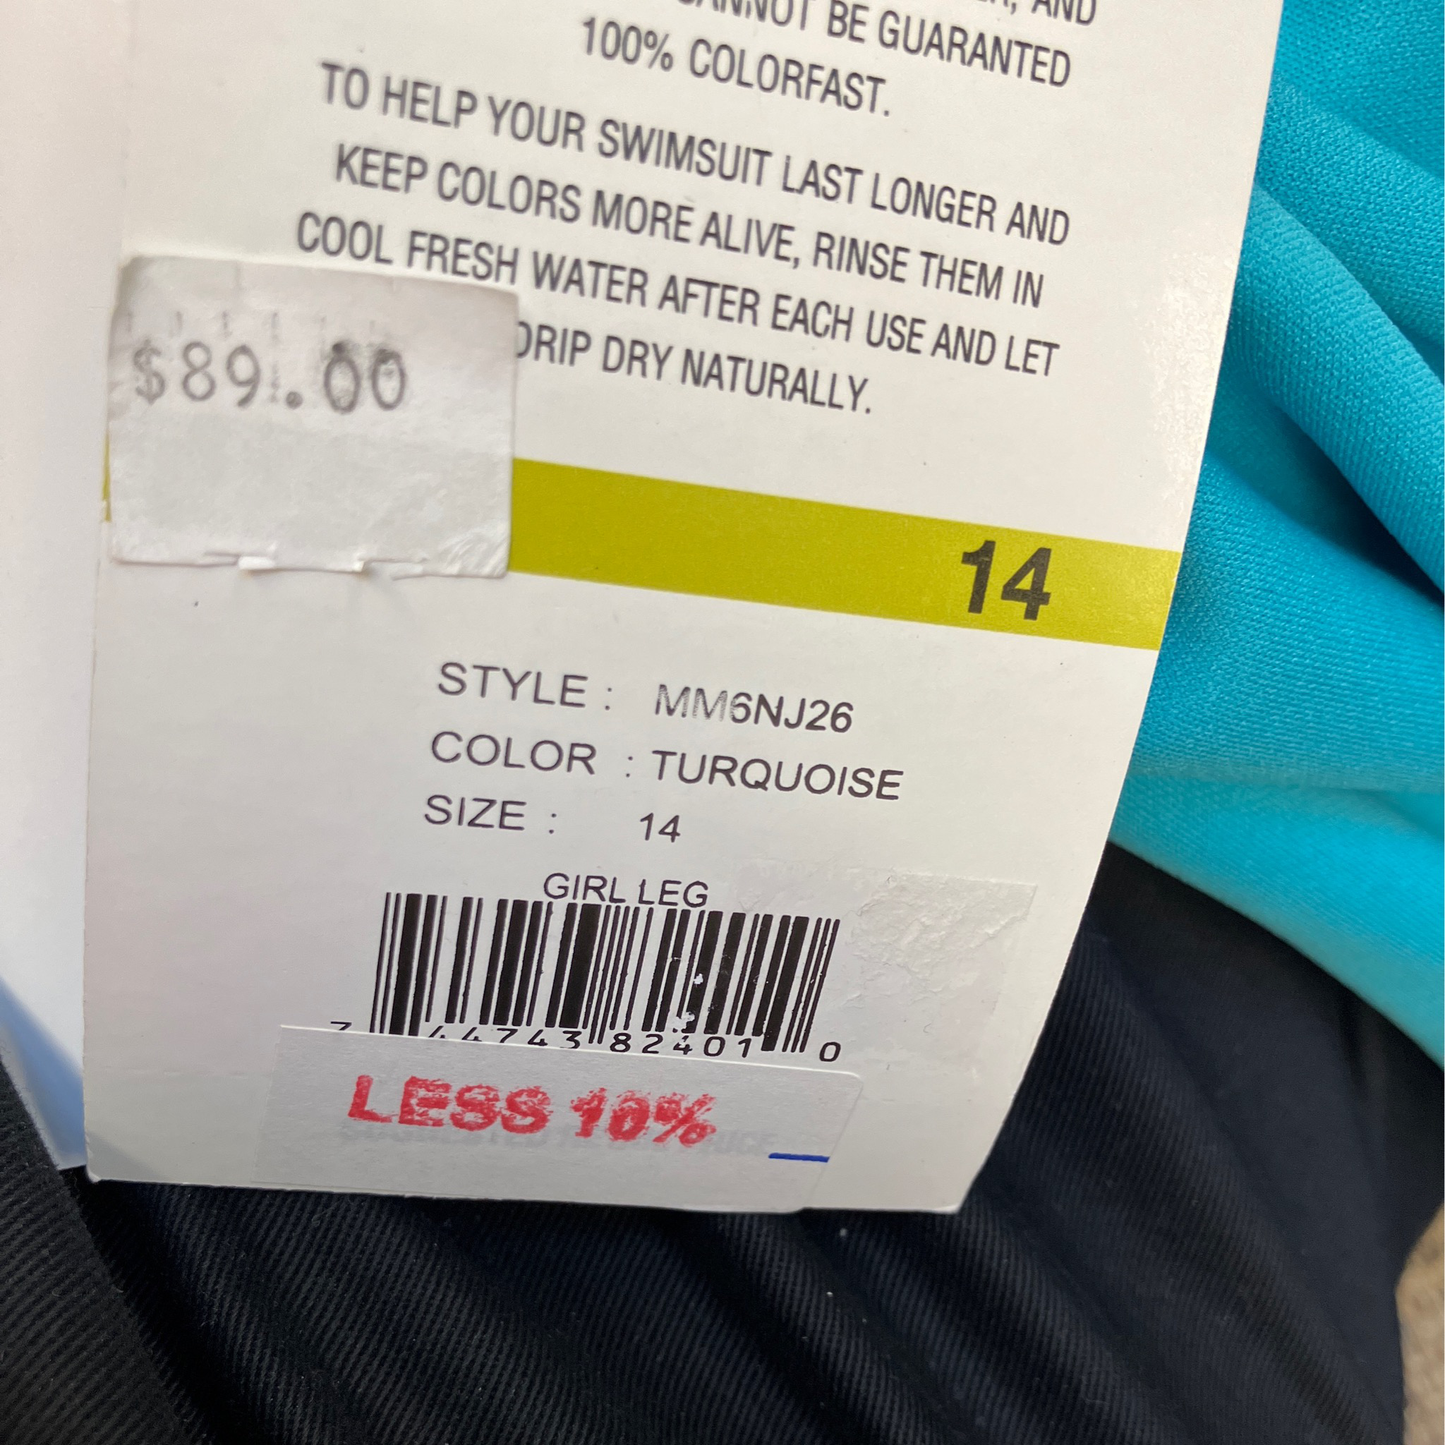 AND
CANNOT BE GUARANTED
100% COLORFAST.
TO HELP YOUR SWIMSUIT LAST LONGER AND
KEEP COLORS MORE ALIVE, RINSE THEM IN
COOL FRESH WATER AFTER EACH USE AND LET
DRIP DRY NATURALLY.
$89.00
14
STYLE : MM6NJ26
COLOR : TURQUOISE
SIZE : 14
GIRL LEG
7 44743 82401 0
LESS 10%